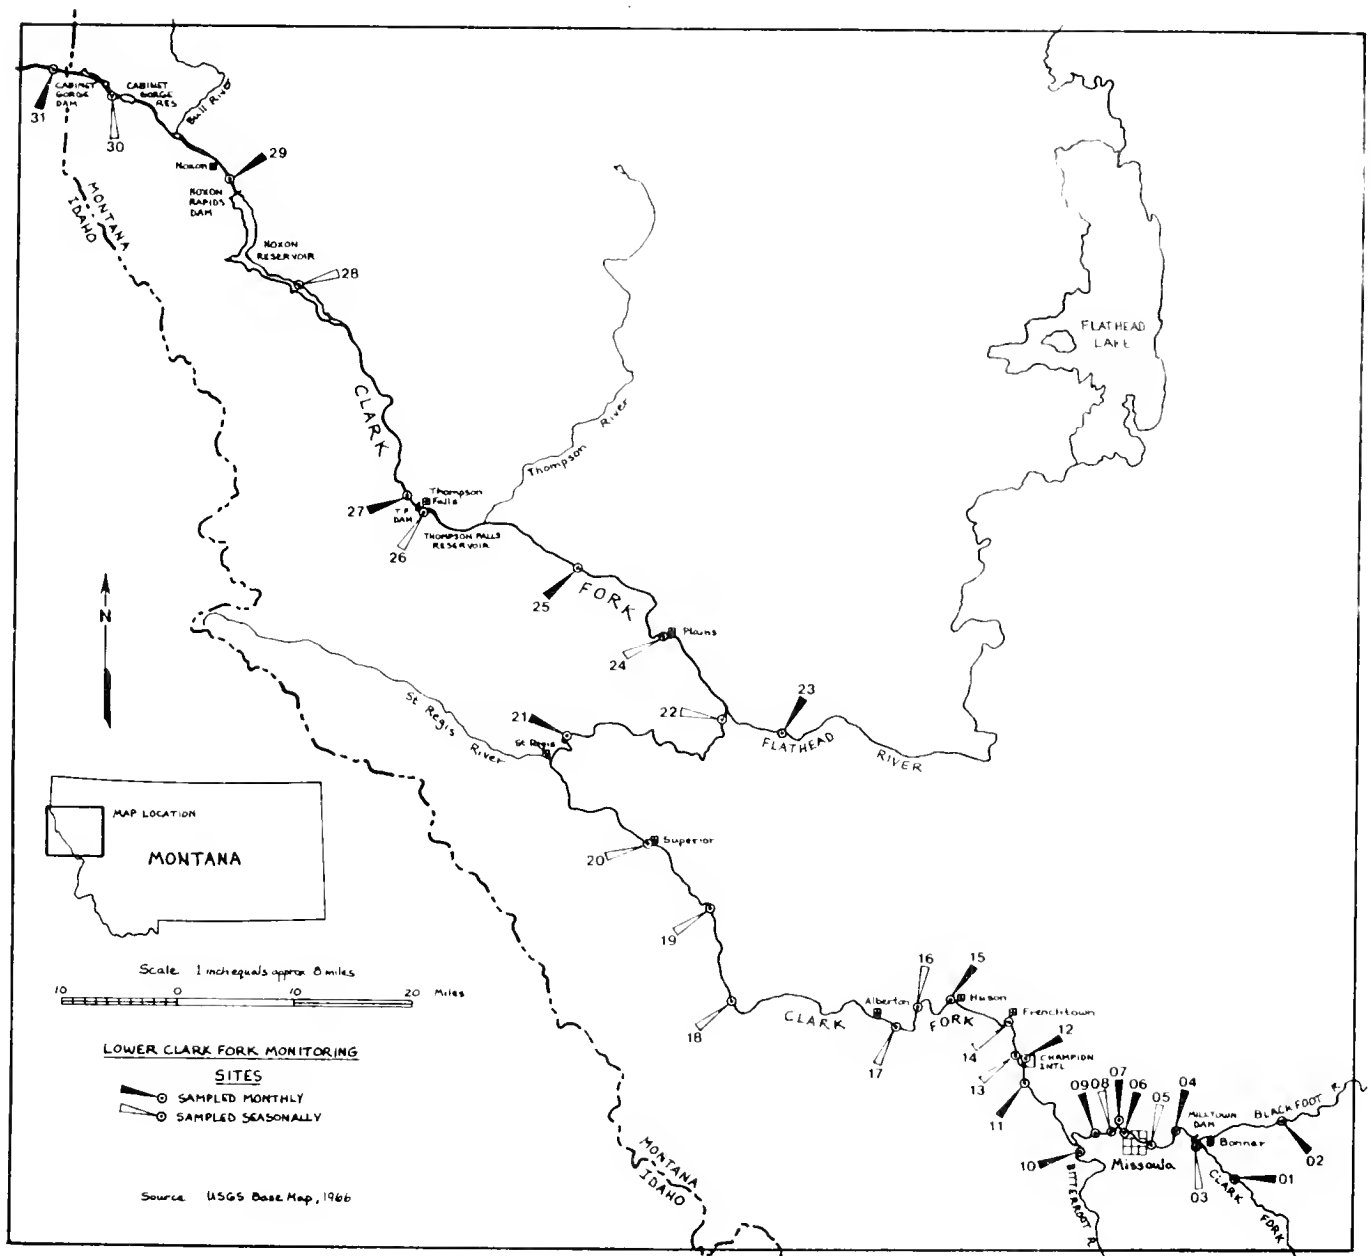 CABINET
GORGE
DAM
CABINET
GORGE
RES
31
30
Bull River
Noxon
29
NOXON
RAPIDS
DAM
MONTANA
IDAHO
NOXON
RESERVOIR
28
FLATHEAD
LAKE
CLARK
Thompson
River
Thompson
Falls
27
T.F.
DAM
THOMPSON FALLS
RESERVOIR
26
N
25
FORK
Plains
24
St Regis
River
21
St. Regis
22
23
FLATHEAD
RIVER
MAP LOCATION
MONTANA
Superior
20
19
Scale 1 inch equals approx 8 miles
10 0 10 20 Miles
18
CLARK
Alberton
16
15
Huson
FORK
Frenchtown
17
14
12
CHAMPION
INTL
13
11
LOWER CLARK FORK MONITORING
SITES
SAMPLED MONTHLY
SAMPLED SEASONALLY
09
08
07
06
05
04
MILLTOWN
DAM
BLACKFOOT R
Bonner
02
10
Missoula
03
01
CLARK
FORK
BITTERROOT R.
MONTANA
IDAHO
Source USGS Base Map, 1966